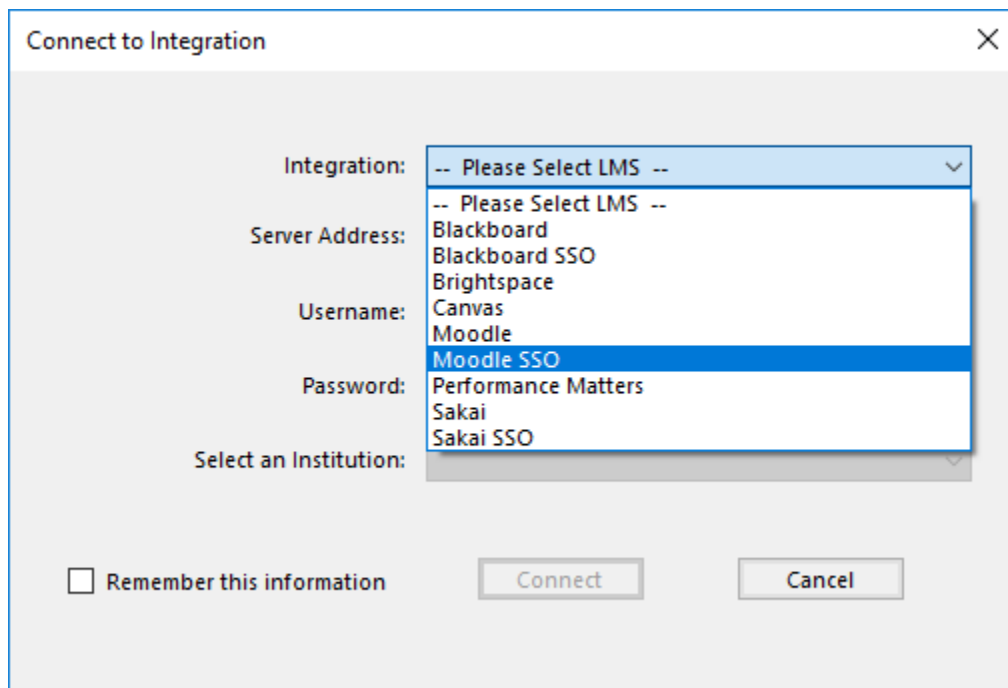 Connect to Integration
Integration:
-- Please Select LMS --
-- Please Select LMS --
Blackboard
Blackboard SSO
Brightspace
Canvas
Moodle
Moodle SSO
Performance Matters
Sakai
Sakai SSO
Server Address:
Username:
Password:
Select an Institution:
Remember this information
Connect
Cancel